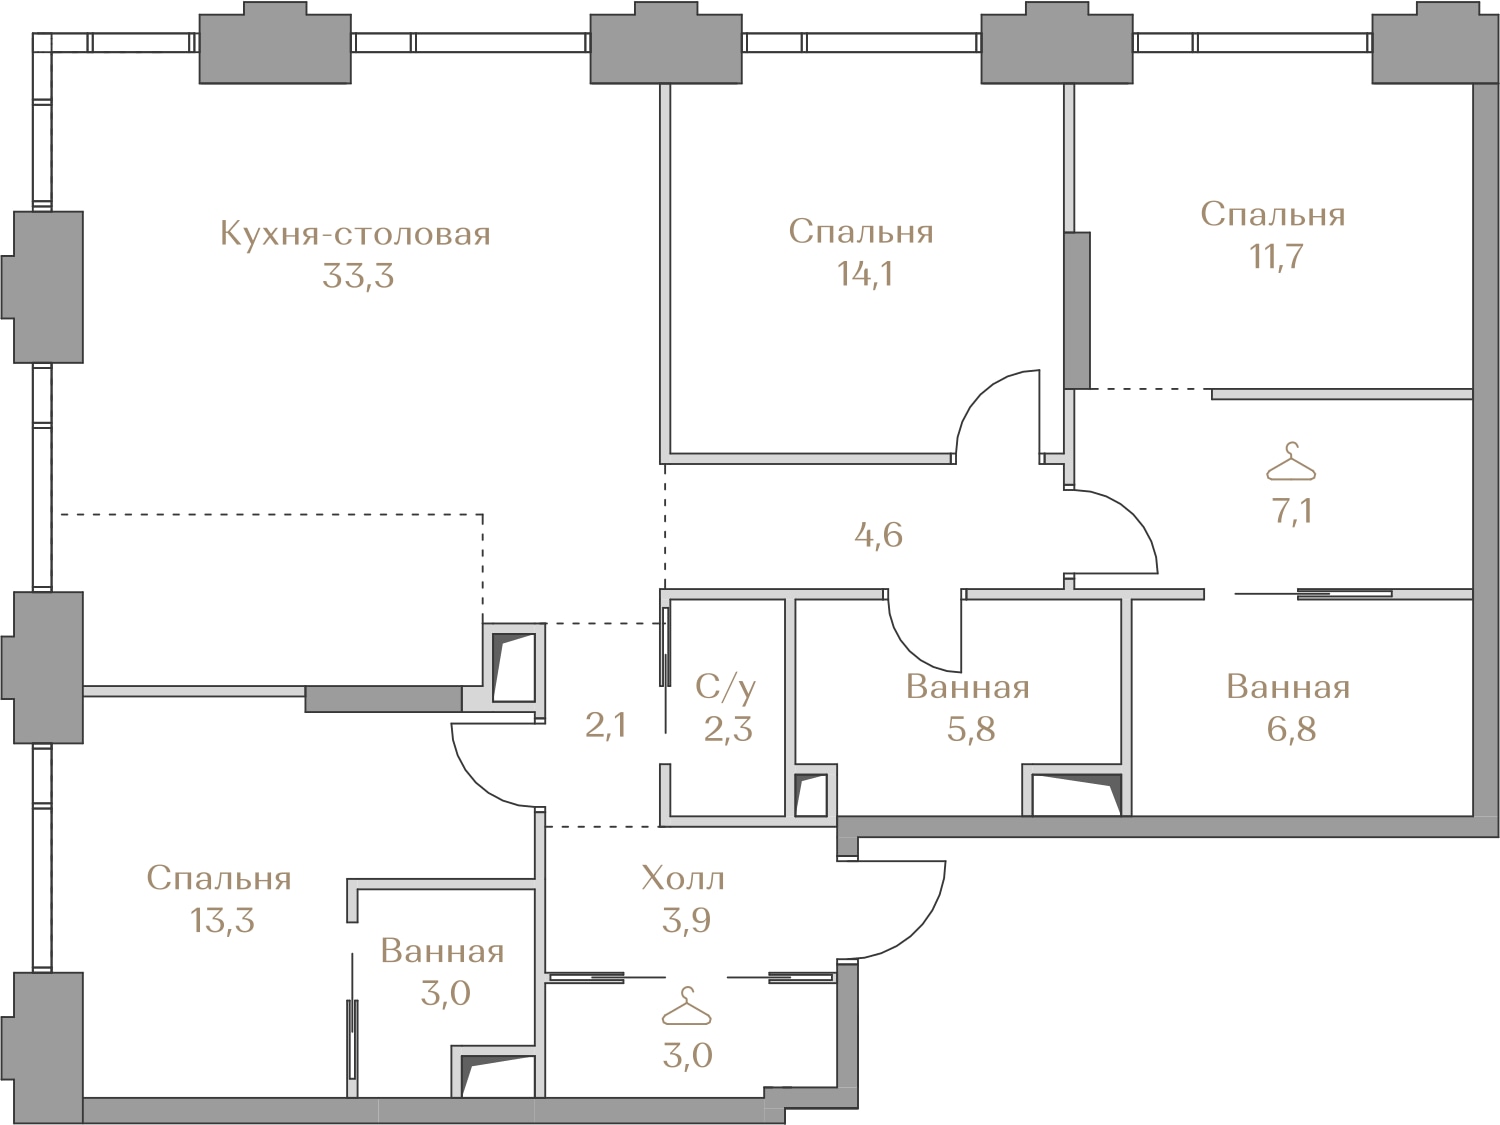 Кухня-столовая
33,3
Спальня
14,1
Спальня
11,7
7,1
4,6
С/у
2,3
Ванная
5,8
Ванная
6,8
2,1
Спальня
13,3
Ванная
3,0
Холл
3,9
3,0